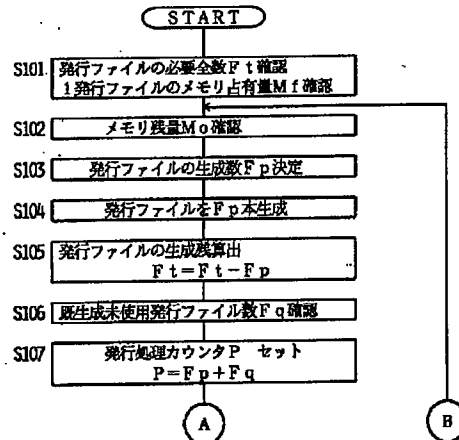 START
S101 発行ファイルの必要全数Ft確認
1発行ファイルのメモリ占有量Mf確認
S102 メモリ残量Mo確認
S103 発行ファイルの生成数Fp決定
S104 発行ファイルをFp本生成
S105 発行ファイルの生成残算出
Ft=Ft-Fp
S106 既生成未使用発行ファイル数Fq確認
S107 発行処理カウンタP セット
P=Fp+Fq
A B